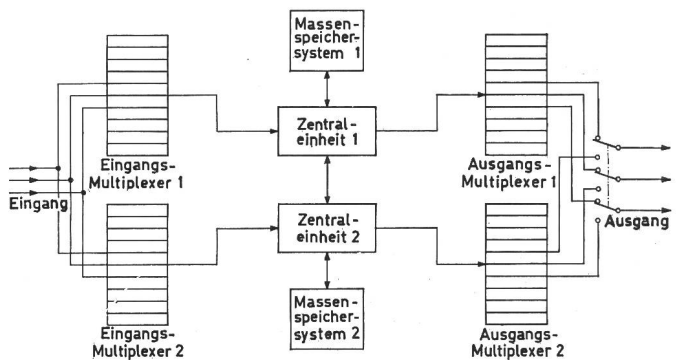 Massen-
speicher-
system 1
Zentral-
einheit 1
Eingangs-
Multiplexer 1
Ausgangs-
Multiplexer 1
Eingang
Zentral-
einheit 2
Ausgang
Massen-
speicher-
system 2
Eingangs-
Multiplexer 2
Ausgangs-
Multiplexer 2